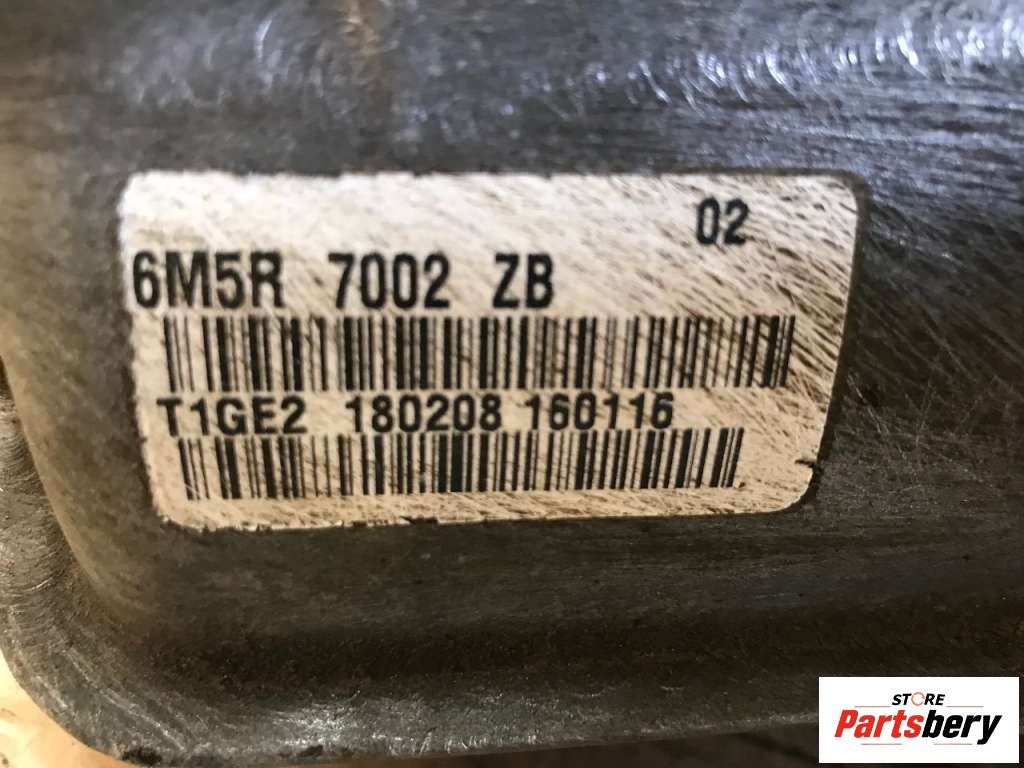 02
6M5R 7002 ZB
T1GE2 180208 160116
STORE
Partsbery